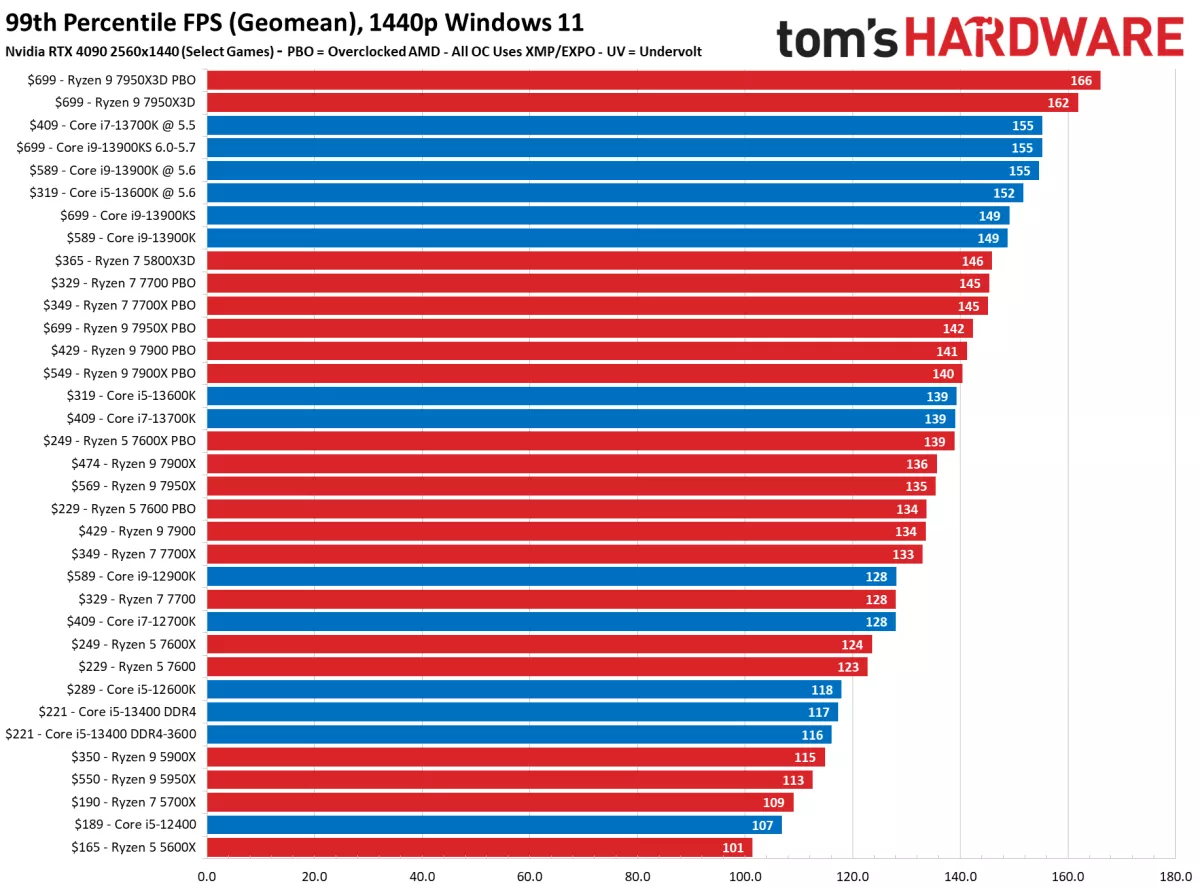 99th Percentile FPS (Geomean), 1440p Windows 11
Nvidia RTX 4090 2560x1440 (Select Games) - PBO = Overclocked AMD - All OC Uses XMP/EXPO - UV = Undervolt
tom's HARDWARE
$699 - Ryzen 9 7950X3D PBO 166
$699 - Ryzen 9 7950X3D 162
$409 - Core i7-13700K @ 5.5 155
$699 - Core i9-13900KS 6.0-5.7 155
$589 - Core i9-13900K @ 5.6 155
$319 - Core i5-13600K @ 5.6 152
$699 - Core i9-13900KS 149
$589 - Core i9-13900K 149
$365 - Ryzen 7 5800X3D 146
$329 - Ryzen 7 7700 PBO 145
$349 - Ryzen 7 7700X PBO 145
$699 - Ryzen 9 7950X PBO 142
$429 - Ryzen 9 7900 PBO 141
$549 - Ryzen 9 7900X PBO 140
$319 - Core i5-13600K 139
$409 - Core i7-13700K 139
$249 - Ryzen 5 7600X PBO 139
$474 - Ryzen 9 7900X 136
$569 - Ryzen 9 7950X 135
$229 - Ryzen 5 7600 PBO 134
$429 - Ryzen 9 7900 134
$349 - Ryzen 7 7700X 133
$589 - Core i9-12900K 128
$329 - Ryzen 7 7700 128
$409 - Core i7-12700K 128
$249 - Ryzen 5 7600X 124
$229 - Ryzen 5 7600 123
$289 - Core i5-12600K 118
$221 - Core i5-13400 DDR4 117
$221 - Core i5-13400 DDR4-3600 116
$350 - Ryzen 9 5900X 115
$550 - Ryzen 9 5950X 113
$190 - Ryzen 7 5700X 109
$189 - Core i5-12400 107
$165 - Ryzen 5 5600X 101
0.0 20.0 40.0 60.0 80.0 100.0 120.0 140.0 160.0 180.0